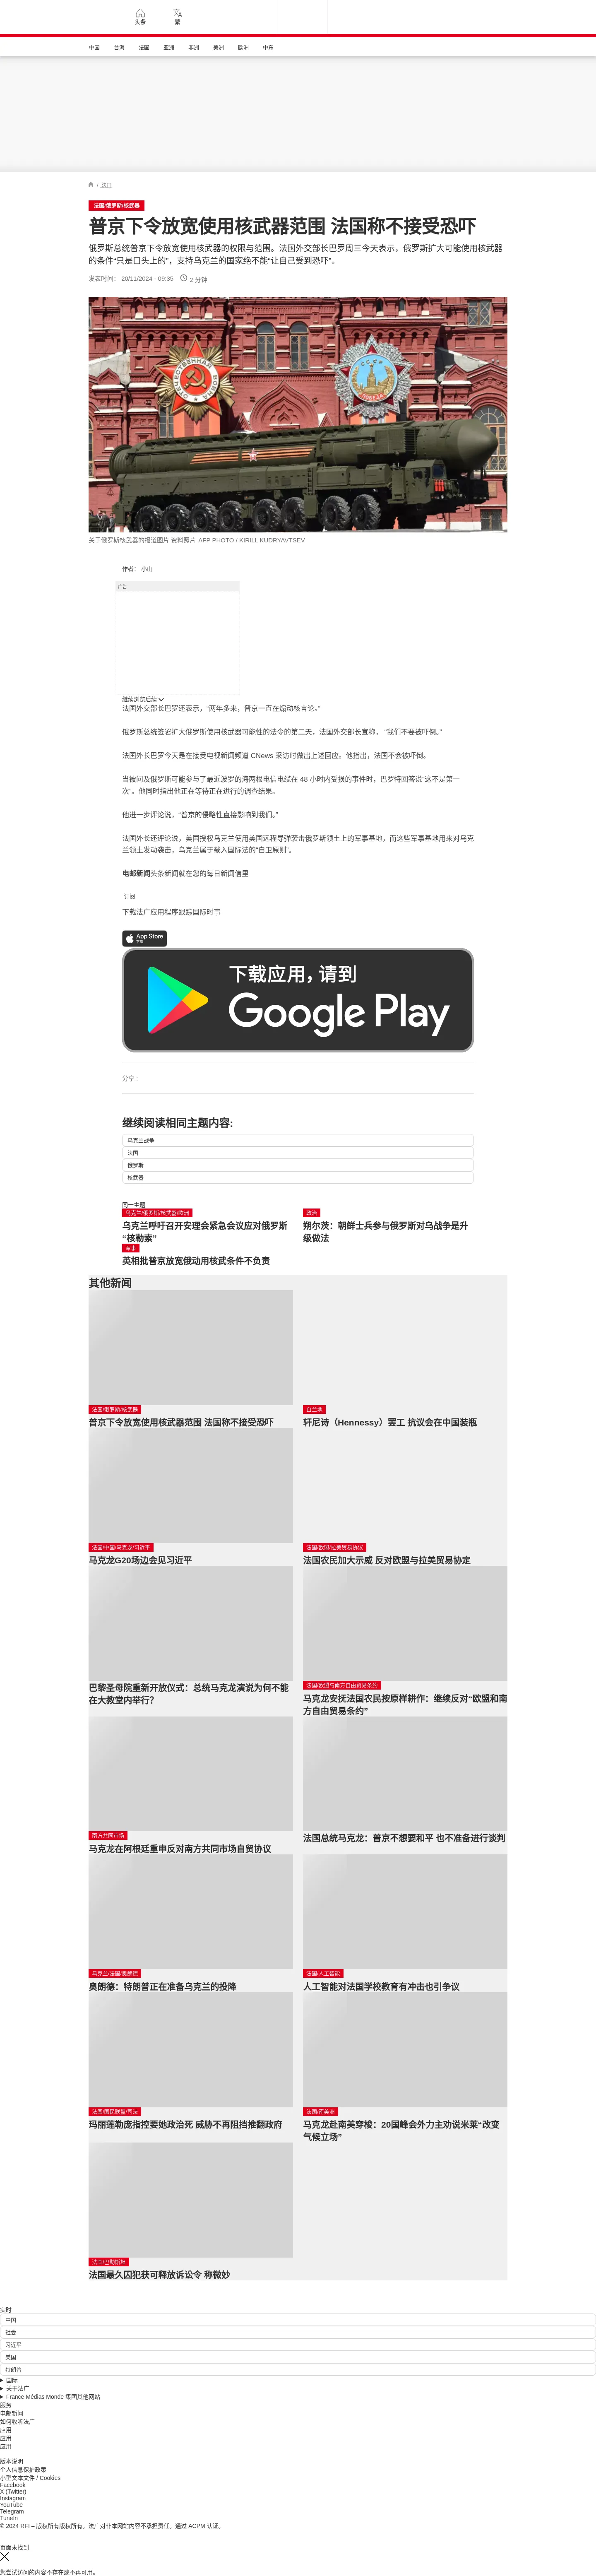 头条
繁
中国
台海
法国
亚洲
非洲
美洲
欧洲
中东
/ 法国
法国/俄罗斯/核武器
普京下令放宽使用核武器范围 法国称不接受恐吓
俄罗斯总统普京下令放宽使用核武器的权限与范围。法国外交部长巴罗周三今天表示，俄罗斯扩大可能使用核武器
的条件“只是口头上的”，支持乌克兰的国家绝不能“让自己受到恐吓”。
发表时间： 20/11/2024 - 09:35
2 分钟
关于俄罗斯核武器的报道图片 资料照片 AFP PHOTO / KIRILL KUDRYAVTSEV
作者： 小山
广告
继续浏览后续
法国外交部长巴罗还表示，“两年多来，普京一直在煽动核言论。”
俄罗斯总统签署扩大俄罗斯使用核武器可能性的法令的第二天，法国外交部长宣称， “我们不要被吓倒。”
法国外长巴罗今天是在接受电视新闻频道 CNews 采访时做出上述回应。他指出，法国不会被吓倒。
当被问及俄罗斯可能参与了最近波罗的海两根电信电缆在 48 小时内受损的事件时，巴罗特回答说“这不是第一
次”。他同时指出他正在等待正在进行的调查结果。
他进一步评论说，“普京的侵略性直接影响到我们。”
法国外长还评论说，美国授权乌克兰使用美国远程导弹袭击俄罗斯领土上的军事基地，而这些军事基地用来对乌克
兰领土发动袭击，乌克兰属于载入国际法的“自卫原则”。
电邮新闻头条新闻就在您的每日新闻信里
订阅
下载法广应用程序跟踪国际时事
App Store
下载
下载应用，请到
Google Play
分享 :
继续阅读相同主题内容:
乌克兰战争
法国
俄罗斯
核武器
同一主题
乌克兰/俄罗斯/核武器/欧洲
乌克兰呼吁召开安理会紧急会议应对俄罗斯
“核勒索”
政治
朔尔茨：朝鲜士兵参与俄罗斯对乌战争是升
级做法
军事
英相批普京放宽俄动用核武条件不负责
其他新闻
法国/俄罗斯/核武器
普京下令放宽使用核武器范围 法国称不接受恐吓
白兰地
轩尼诗（Hennessy）罢工 抗议会在中国装瓶
法国/中国/马克龙/习近平
马克龙G20场边会见习近平
法国/欧盟/拉美贸易协议
法国农民加大示威 反对欧盟与拉美贸易协定
巴黎圣母院重新开放仪式：总统马克龙演说为何不能
在大教堂内举行？
法国/欧盟与南方自由贸易条约
马克龙安抚法国农民按原样耕作：继续反对“欧盟和南
方自由贸易条约”
南方共同市场
马克龙在阿根廷重申反对南方共同市场自贸协议
法国总统马克龙：普京不想要和平 也不准备进行谈判
乌克兰/法国/奥朗德
奥朗德：特朗普正在准备乌克兰的投降
法国/人工智能
人工智能对法国学校教育有冲击也引争议
法国/国民联盟/司法
玛丽莲勒庞指控要她政治死 威胁不再阻挡推翻政府
法国/南美洲
马克龙赴南美穿梭：20国峰会外力主劝说米莱“改变
气候立场”
法国/巴勒斯坦
法国最久囚犯获可释放诉讼令 称微妙
实时
中国
社会
习近平
美国
特朗普
国际
关于法广
France Médias Monde 集团其他网站
服务
电邮新闻
如何收听法广
应用
应用
应用
版本说明
个人信息保护政策
小型文本文件 / Cookies
Facebook
X (Twitter)
Instagram
YouTube
Telegram
TuneIn
© 2024 RFI – 版权所有版权所有。法广对非本网站内容不承担责任。通过 ACPM 认证。
页面未找到
您尝试访问的内容不存在或不再可用。